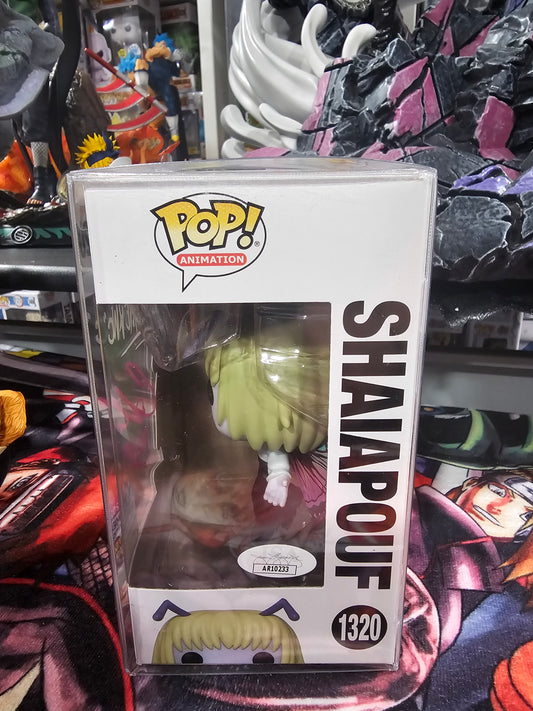 POP!
®
ANIMATION
SHAIAPOUF
AR10233
1320